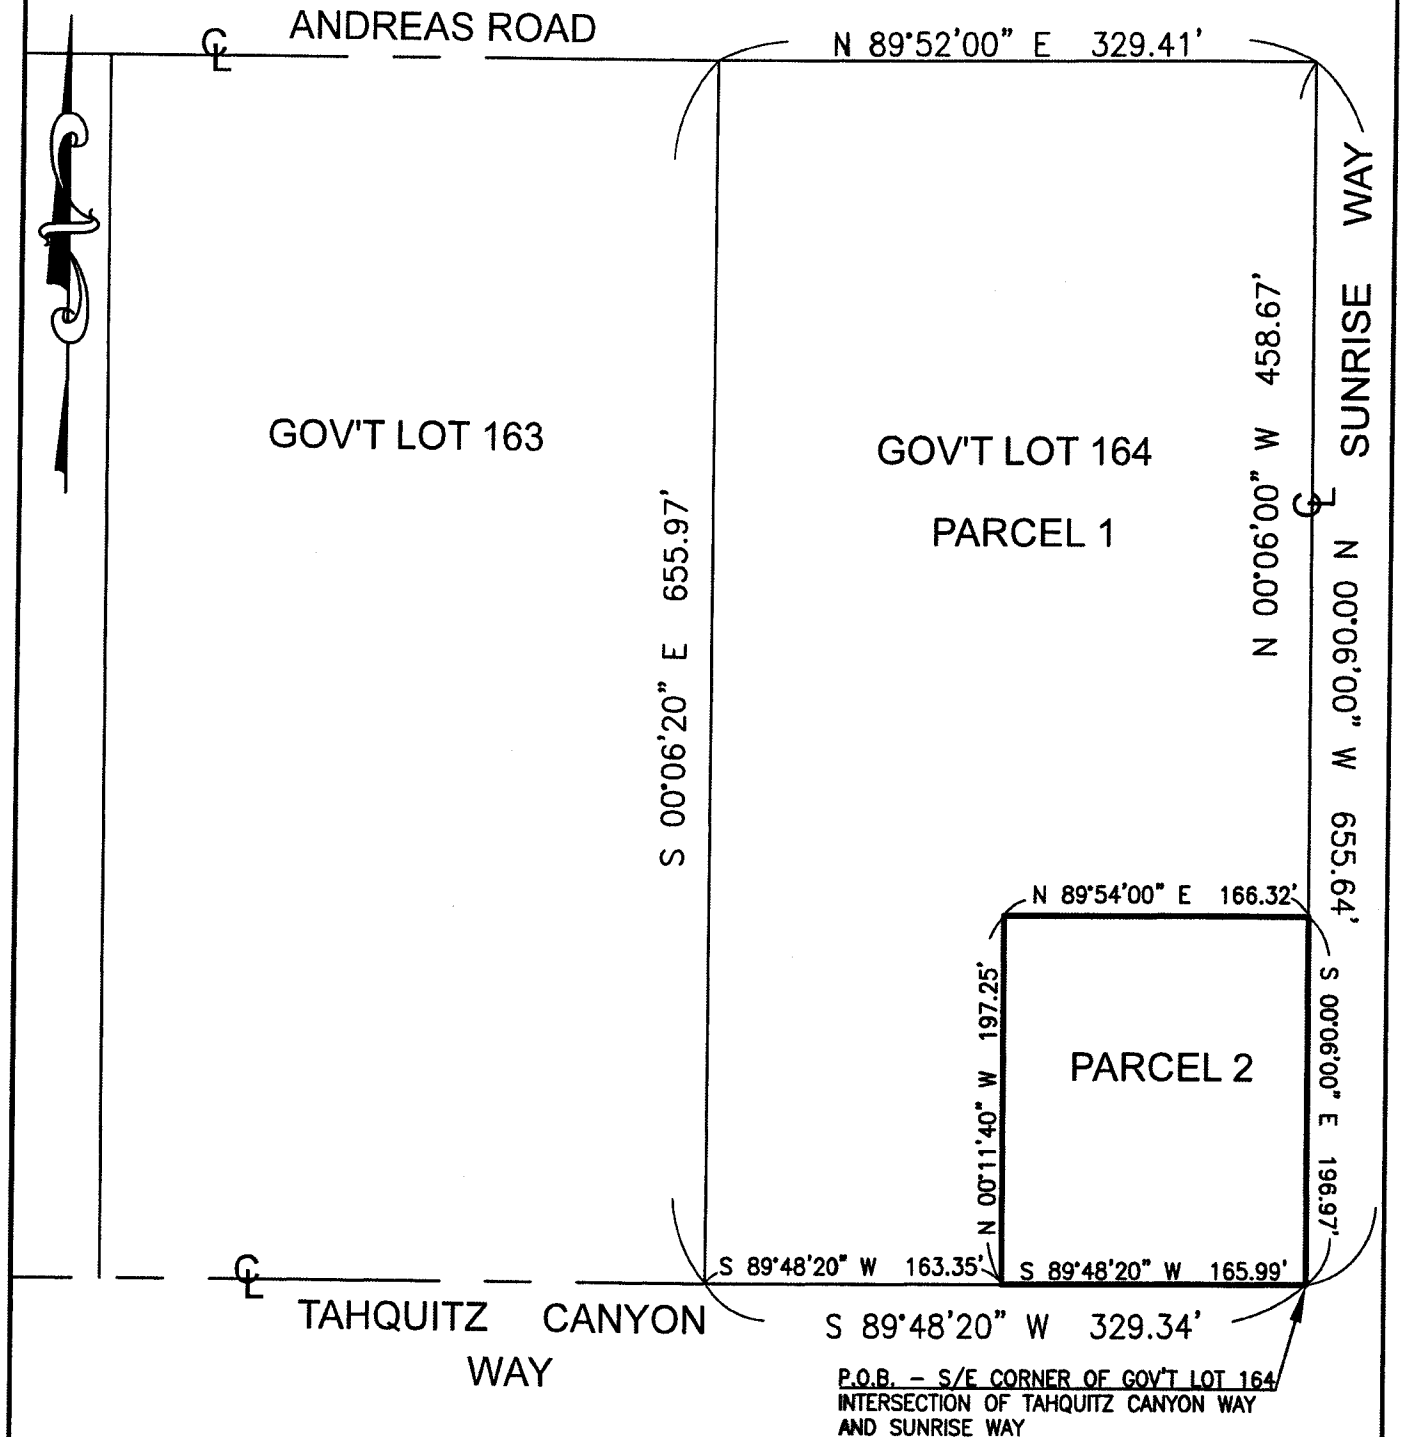 ANDREAS ROAD
N 89°52'00" E 329.41'
SUNRISE WAY
N 00°06'00" W 458.67'
GOV'T LOT 163
GOV'T LOT 164
PARCEL 1
S 00°06'20" E 655.97'
N 00°06'00" W 655.64'
N 89°54'00" E 166.32'
N 00°11'40" W 197.25'
PARCEL 2
S 00°06'00" E 196.97'
S 89°48'20" W 163.35'
S 89°48'20" W 165.99'
TAHQUITZ CANYON
WAY
S 89°48'20" W 329.34'
P.O.B. - S/E CORNER OF GOV'T LOT 164
INTERSECTION OF TAHQUITZ CANYON WAY
AND SUNRISE WAY